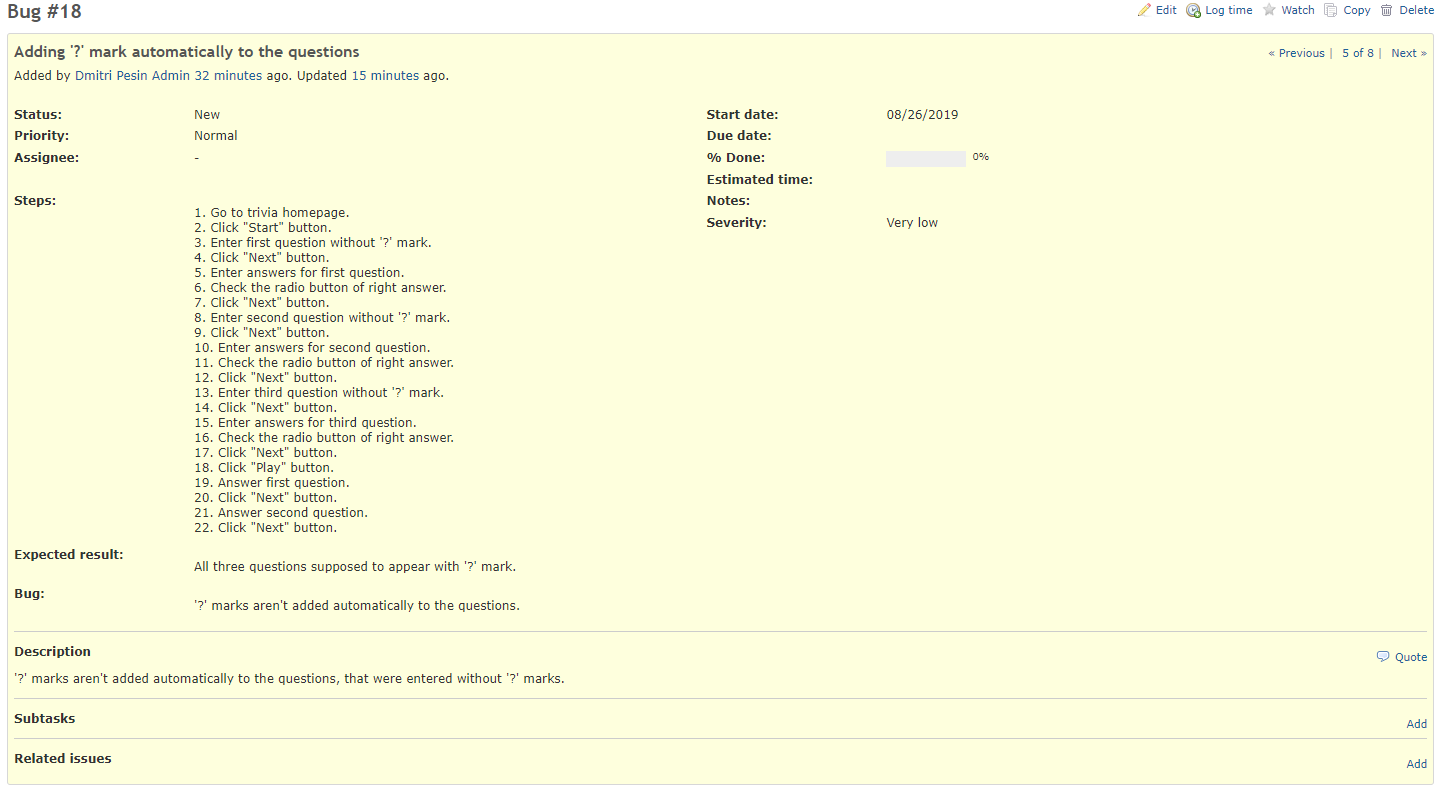 Bug #18
Edit Log time Watch Copy Delete
Adding '?' mark automatically to the questions
« Previous | 5 of 8 | Next »
Added by Dmitri Pesin Admin 32 minutes ago. Updated 15 minutes ago.
Status: New
Start date: 08/26/2019
Priority: Normal
Due date:
Assignee: -
% Done: 0%
Estimated time:
Steps:
Notes:
Severity: Very low
1. Go to trivia homepage.
2. Click "Start" button.
3. Enter first question without '?' mark.
4. Click "Next" button.
5. Enter answers for first question.
6. Check the radio button of right answer.
7. Click "Next" button.
8. Enter second question without '?' mark.
9. Click "Next" button.
10. Enter answers for second question.
11. Check the radio button of right answer.
12. Click "Next" button.
13. Enter third question without '?' mark.
14. Click "Next" button.
15. Enter answers for third question.
16. Check the radio button of right answer.
17. Click "Next" button.
18. Click "Play" button.
19. Answer first question.
20. Click "Next" button.
21. Answer second question.
22. Click "Next" button.
Expected result:
All three questions supposed to appear with '?' mark.
Bug:
'?' marks aren't added automatically to the questions.
Description
Quote
'?' marks aren't added automatically to the questions, that were entered without '?' marks.
Subtasks
Add
Related issues
Add